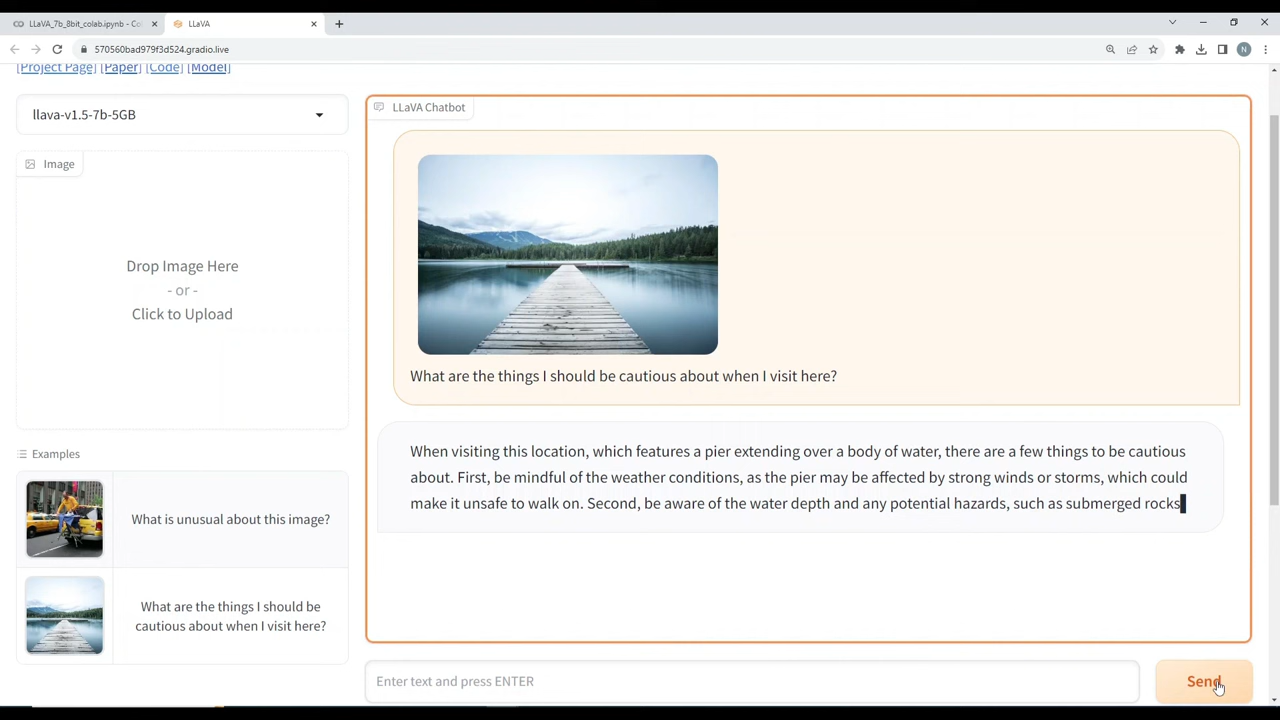 LLaVA_7b_8bit_colab.ipynb - Co
LLaVA
570560bad979f3d524.gradio.live
N
[Project Page] [Paper] [Code] [Model]
llava-v1.5-7b-5GB
Image
Drop Image Here
- or -
Click to Upload
Examples
What is unusual about this image?
What are the things I should be
cautious about when I visit here?
LLaVA Chatbot
What are the things I should be cautious about when I visit here?
When visiting this location, which features a pier extending over a body of water, there are a few things to be cautious
about. First, be mindful of the weather conditions, as the pier may be affected by strong winds or storms, which could
make it unsafe to walk on. Second, be aware of the water depth and any potential hazards, such as submerged rocks
Enter text and press ENTER
Send